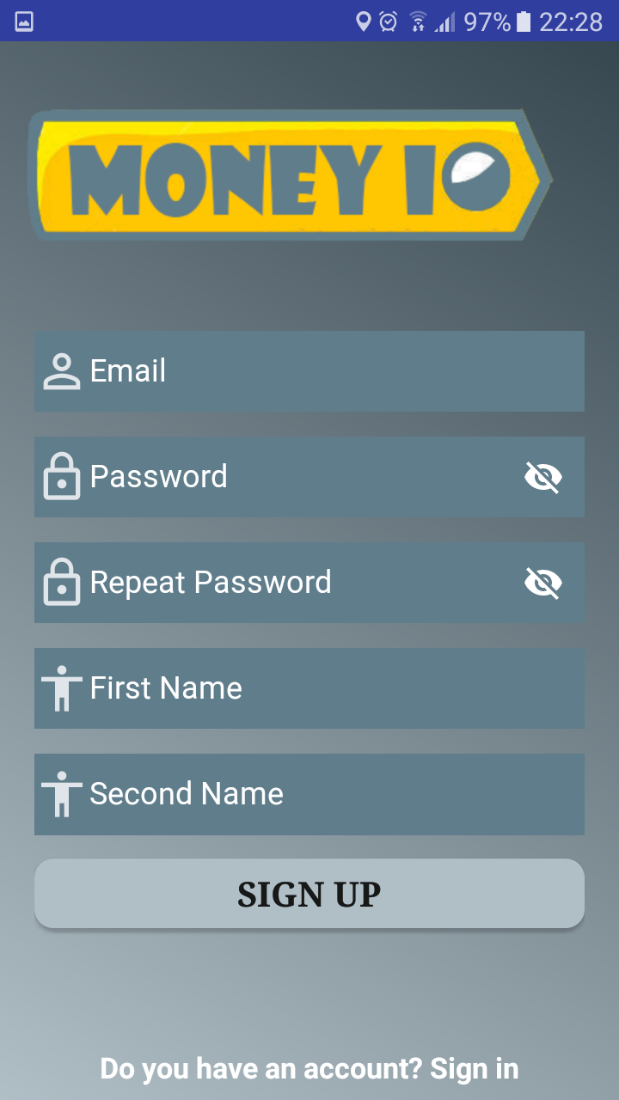 97% 22:28
MONEY IO
Email
Password
Repeat Password
First Name
Second Name
SIGN UP
Do you have an account? Sign in